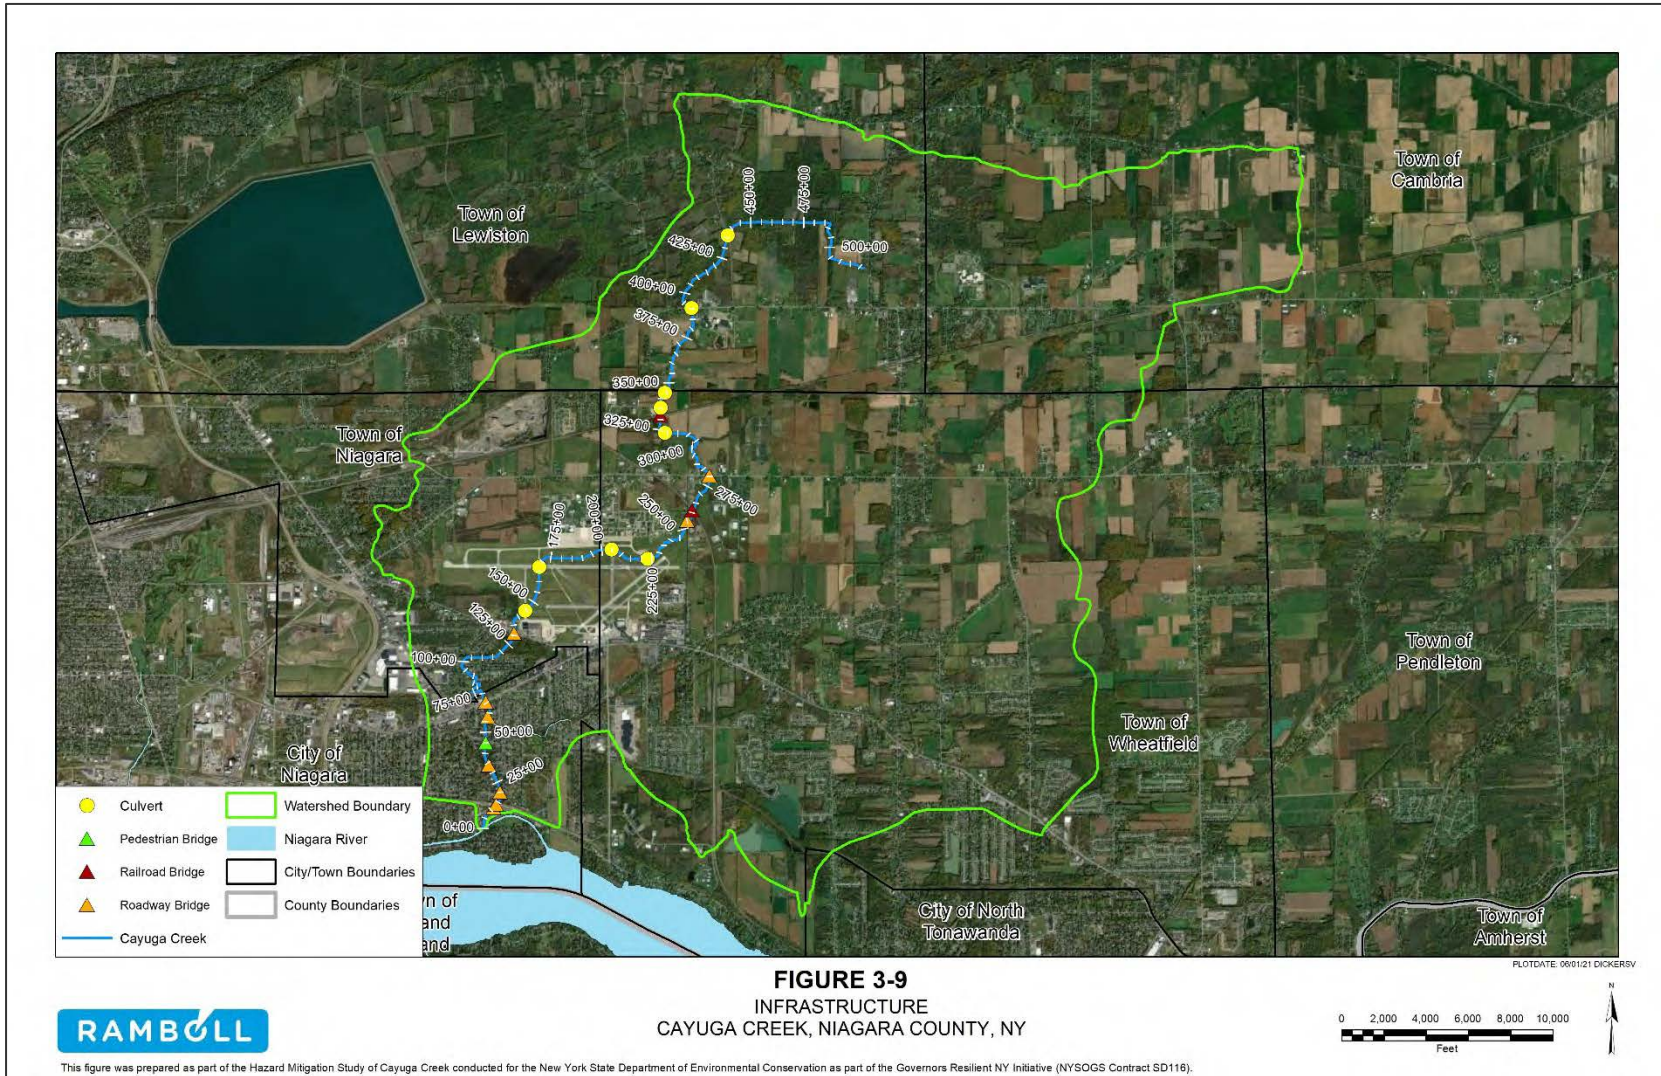 Town of
Cambria
Town of
Lewiston
450+00
475+00
425+00
500+00
400+00
375+00
350+00
325+00
300+00
Town of
Niagara
275+00
250+00
200+00
175+00
225+00
150+00
125+00
100+00
75+00
50+00
25+00
0+00
Town of
Pendleton
Town of
Wheatfield
City of
Niagara
City of North
Tonawanda
Town of
Amherst
wn of
and
and
Culvert
Pedestrian Bridge
Railroad Bridge
Roadway Bridge
Cayuga Creek
Watershed Boundary
Niagara River
City/Town Boundaries
County Boundaries
PLOTDATE: 06/01/21 DICKERSV
FIGURE 3-9
INFRASTRUCTURE
CAYUGA CREEK, NIAGARA COUNTY, NY
RAMBOLL
N
0 2,000 4,000 6,000 8,000 10,000
Feet
This figure was prepared as part of the Hazard Mitigation Study of Cayuga Creek conducted for the New York State Department of Environmental Conservation as part of the Governors Resilient NY Initiative (NYSOGS Contract SD116).